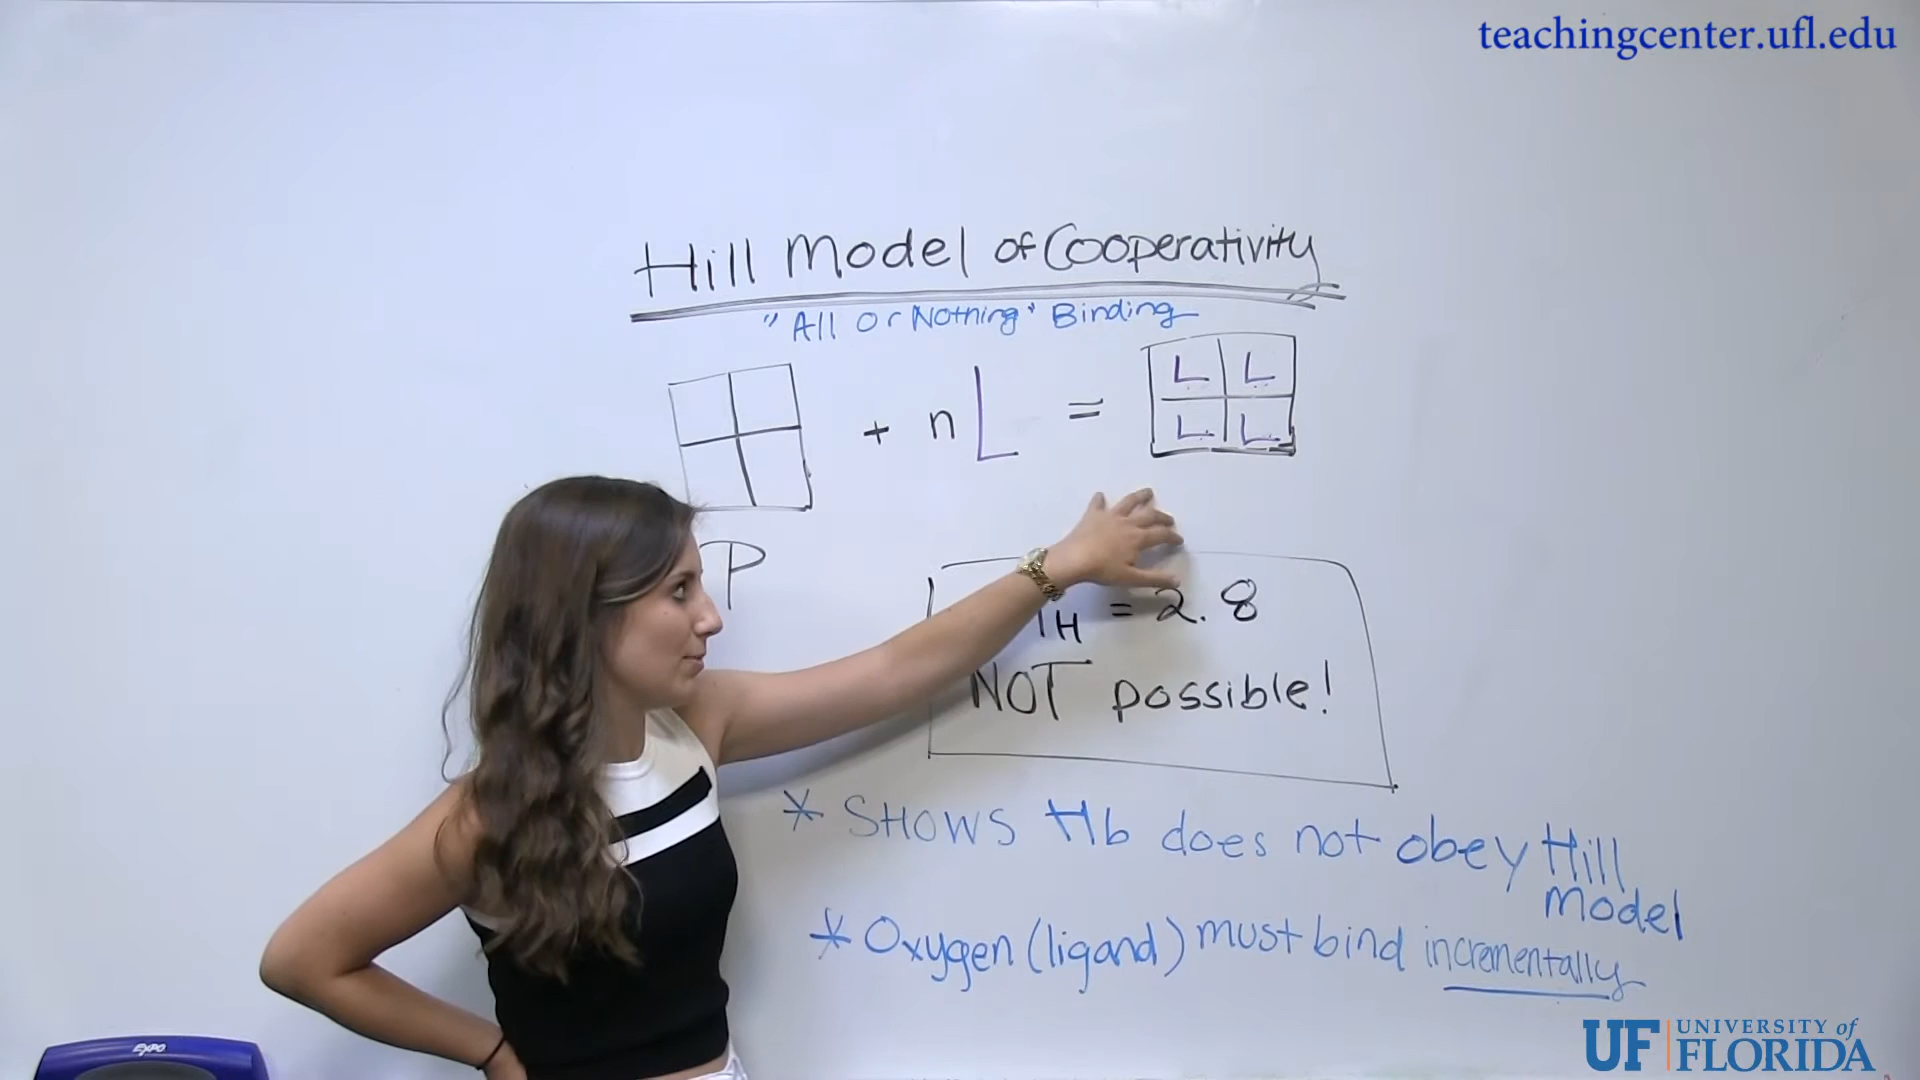 teachingcenter.ufl.edu
Hill Model of Cooperativity
"All Or Nothing" Binding
+ n L =
L L
L L
P
H = 2.8
NOT possible!
* SHOWS Hb does not obey Hill
Model
* Oxygen (ligand) must bind incrementally
EXPO
UF UNIVERSITY of
FLORIDA